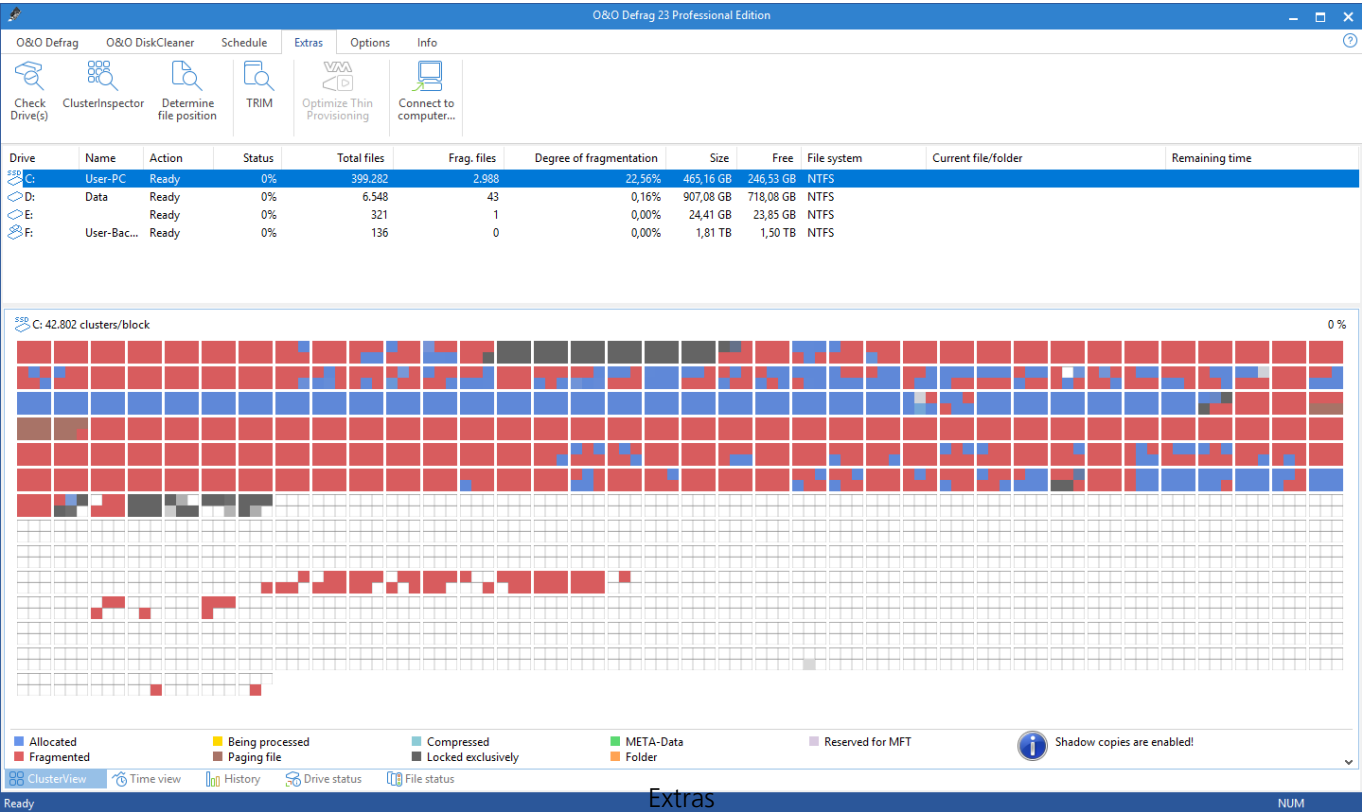 O&O Defrag 23 Professional Edition
O&O Defrag O&O DiskCleaner Schedule Extras Options Info
Check Drive(s) ClusterInspector Determine file position TRIM Optimize Thin Provisioning Connect to computer...
Drive Name Action Status Total files Frag. files Degree of fragmentation Size Free File system Current file/folder Remaining time
SSD C: User-PC Ready 0% 399.282 2.988 22,56% 465,16 GB 246,53 GB NTFS
D: Data Ready 0% 6.548 43 0,16% 907,08 GB 718,08 GB NTFS
E: Ready 0% 321 1 0,00% 24,41 GB 23,85 GB NTFS
F: User-Bac... Ready 0% 136 0 0,00% 1,81 TB 1,50 TB NTFS
SSD C: 42.802 clusters/block 0 %
Allocated Being processed Compressed META-Data Reserved for MFT Shadow copies are enabled!
Fragmented Paging file Locked exclusively Folder
ClusterView Time view History Drive status File status
Extras
Ready NUM